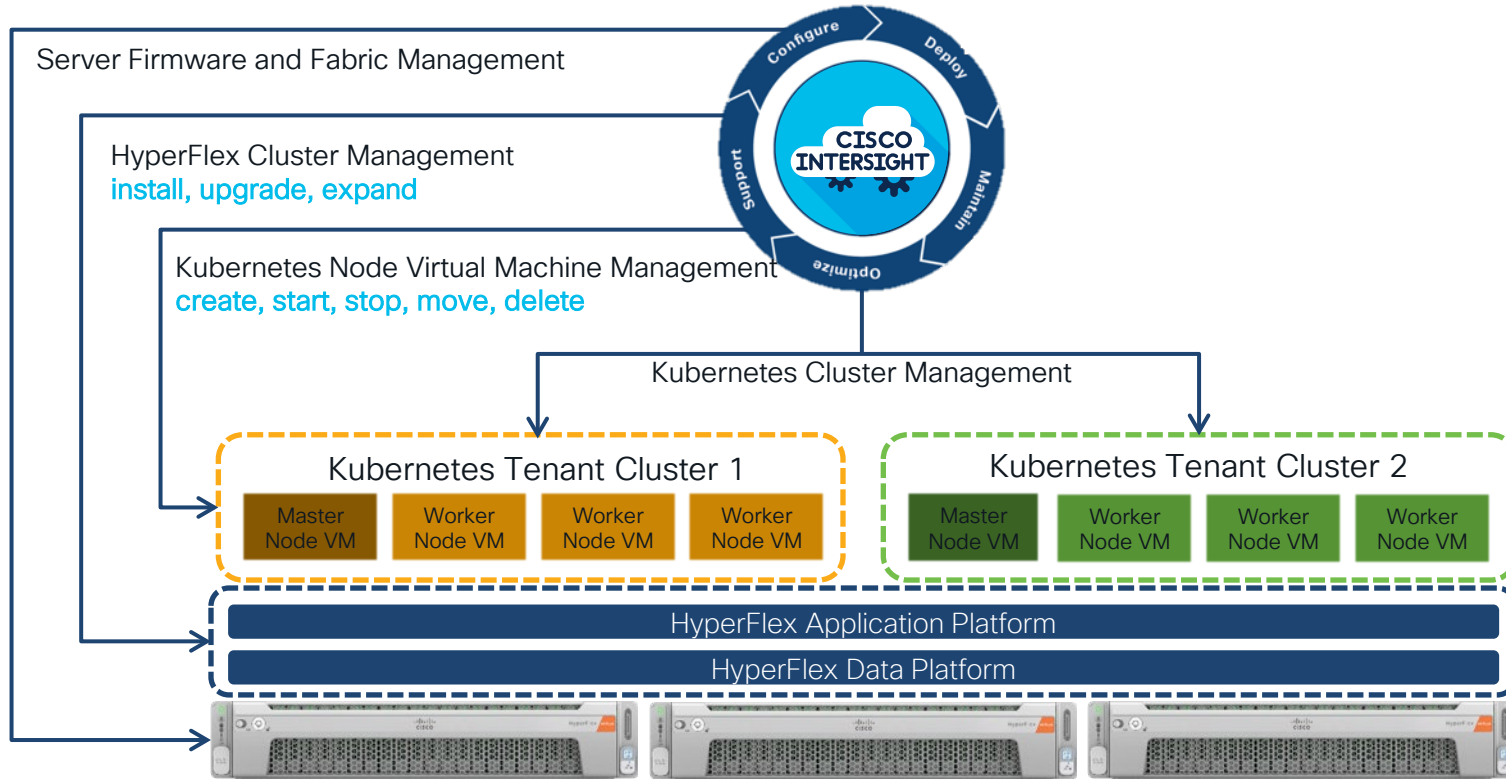 Server Firmware and Fabric Management
HyperFlex Cluster Management
install, upgrade, expand
Kubernetes Node Virtual Machine Management
create, start, stop, move, delete
Configure
Deploy
Maintain
Optimize
Support
CISCO
INTERSIGHT
Kubernetes Cluster Management
Kubernetes Tenant Cluster 1
Master
Node VM
Worker
Node VM
Worker
Node VM
Worker
Node VM
Kubernetes Tenant Cluster 2
Master
Node VM
Worker
Node VM
Worker
Node VM
Worker
Node VM
HyperFlex Application Platform
HyperFlex Data Platform
CISCO
CISCO
CISCO